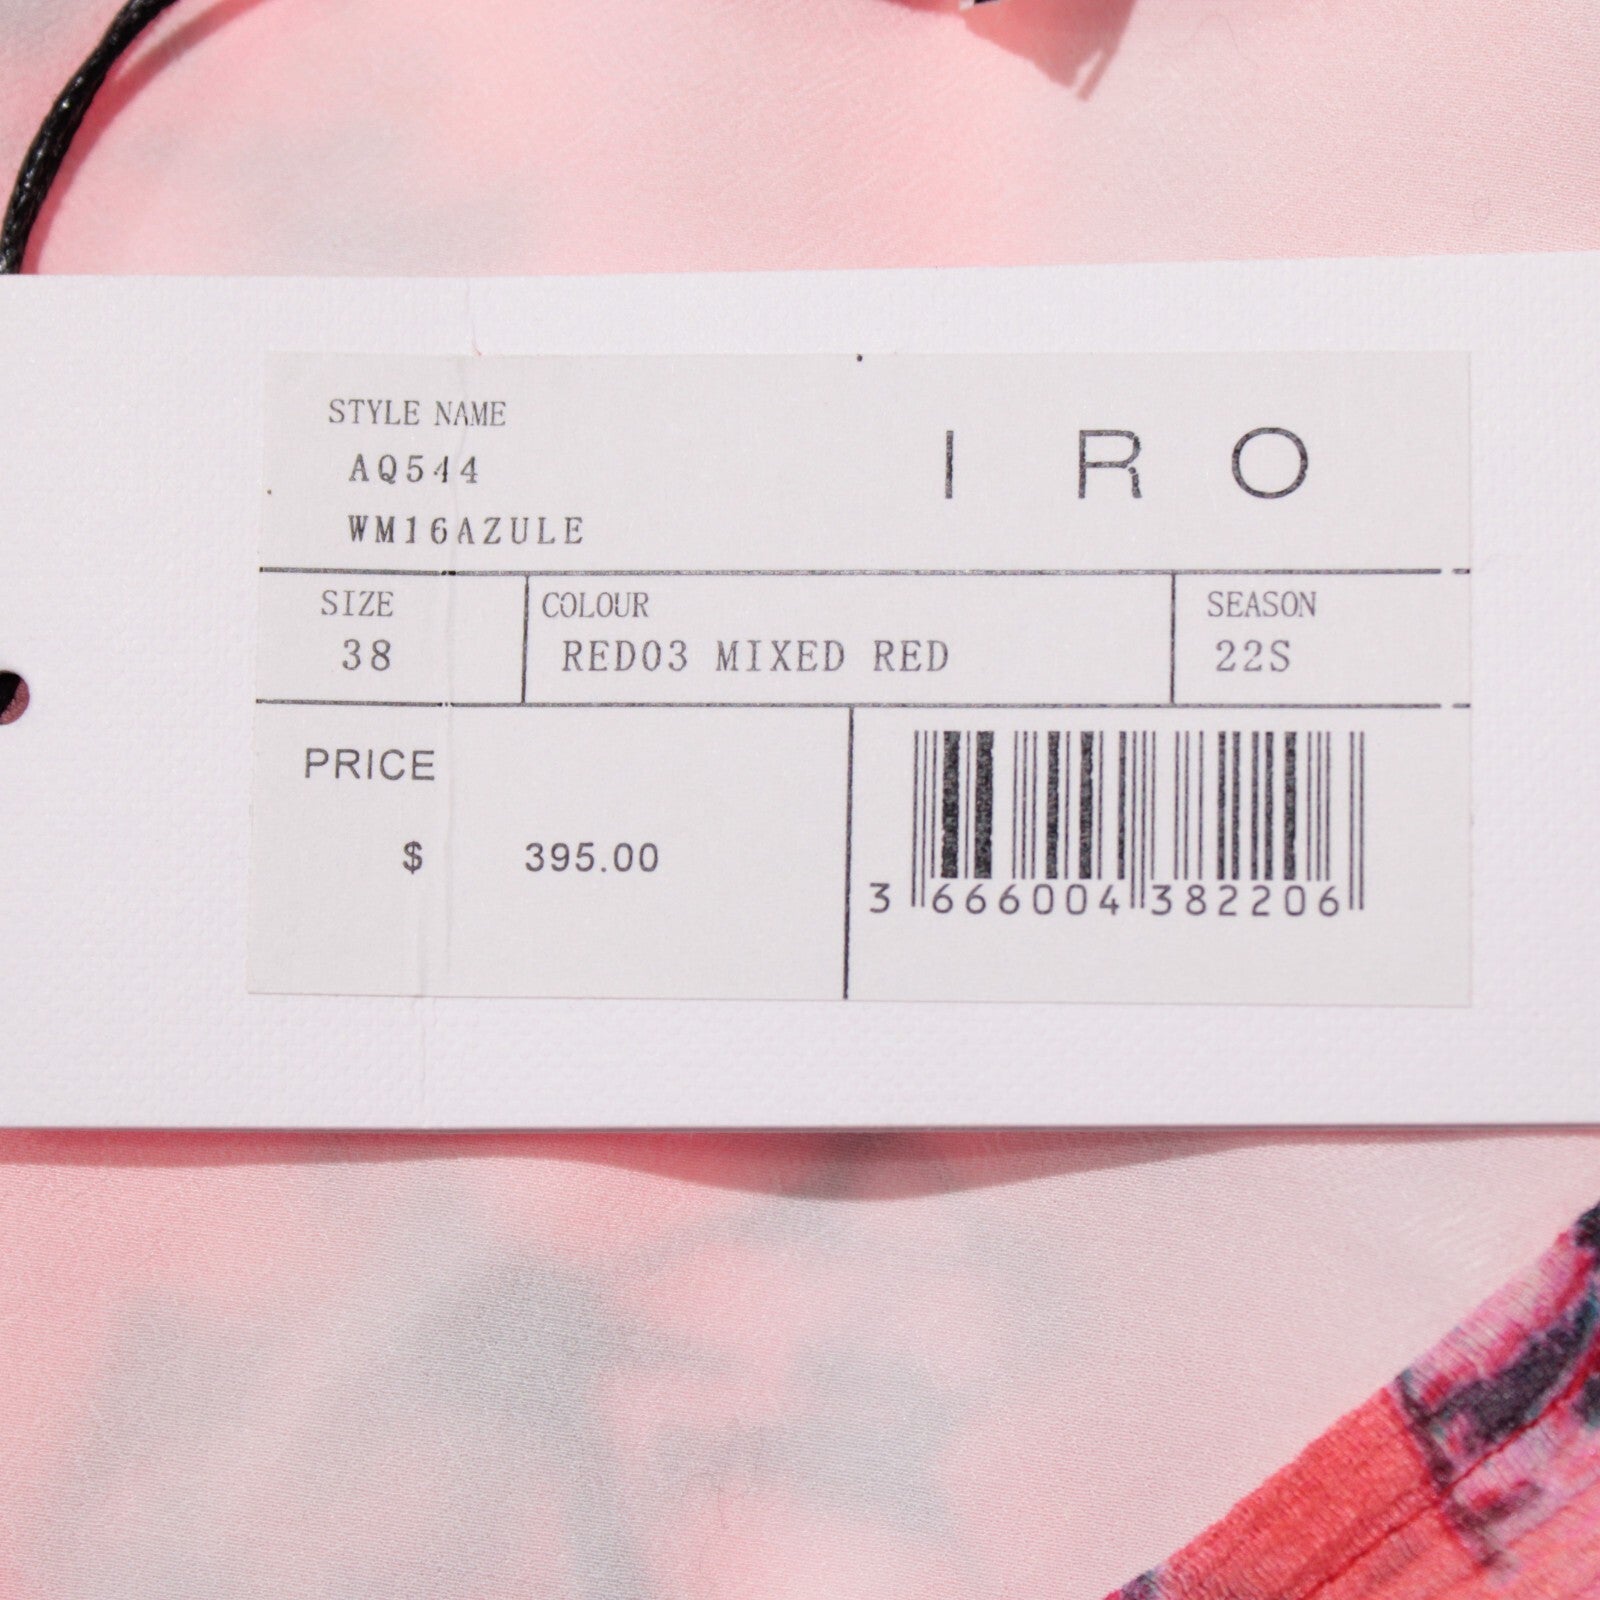 STYLE NAME
AQ544
WM16AZULE
I R O
SIZE
38
COLOUR
RED03 MIXED RED
SEASON
22S
PRICE
$ 395.00
3 666004 382206